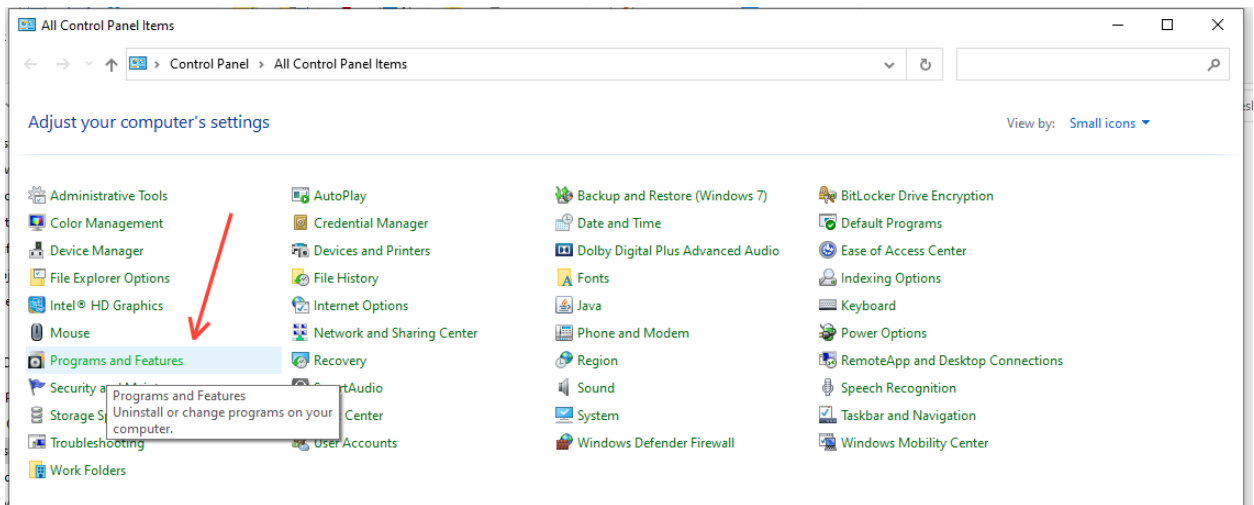 All Control Panel Items
Control Panel > All Control Panel Items
Adjust your computer's settings
View by: Small icons
Administrative Tools
AutoPlay
Backup and Restore (Windows 7)
BitLocker Drive Encryption
Color Management
Credential Manager
Date and Time
Default Programs
Device Manager
Devices and Printers
Dolby Digital Plus Advanced Audio
Ease of Access Center
File Explorer Options
File History
Fonts
Indexing Options
Intel® HD Graphics
Internet Options
Java
Keyboard
Mouse
Network and Sharing Center
Phone and Modem
Power Options
Programs and Features
Recovery
Region
RemoteApp and Desktop Connections
Security
Programs and Features
Uninstall or change programs on your
computer.
Sound
Speech Recognition
Storage
Center
System
Taskbar and Navigation
Troubleshooting
User Accounts
Windows Defender Firewall
Windows Mobility Center
Work Folders